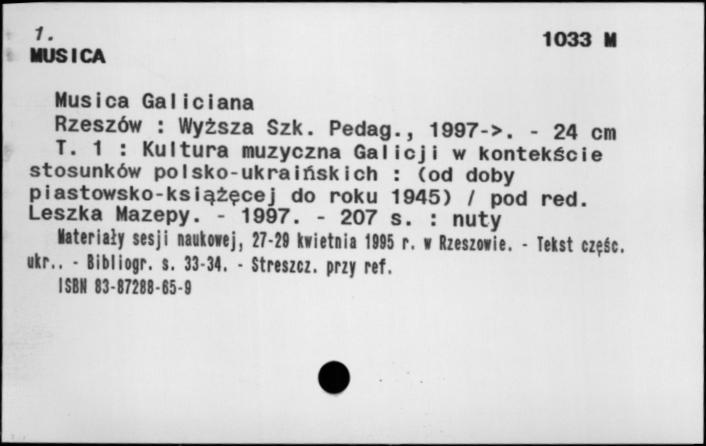 1.
1033 M
MUSICA
Musica Galiciana
Rzeszów : Wyższa Szk. Pedag., 1997->. - 24 cm
T. 1 : Kultura muzyczna Galicji w kontekście
stosunków polsko-ukraińskich : (od doby
piastowsko-książęcej do roku 1945) / pod red.
Leszka Mazepy. - 1997. - 207 s. : nuty
Materiały sesji naukowej, 27-29 kwietnia 1995 r. w Rzeszowie. - Tekst częśc.
ukr.. - Bibliogr. s. 33-34. - Streszcz. przy ref.
ISBN 83-87288-65-9